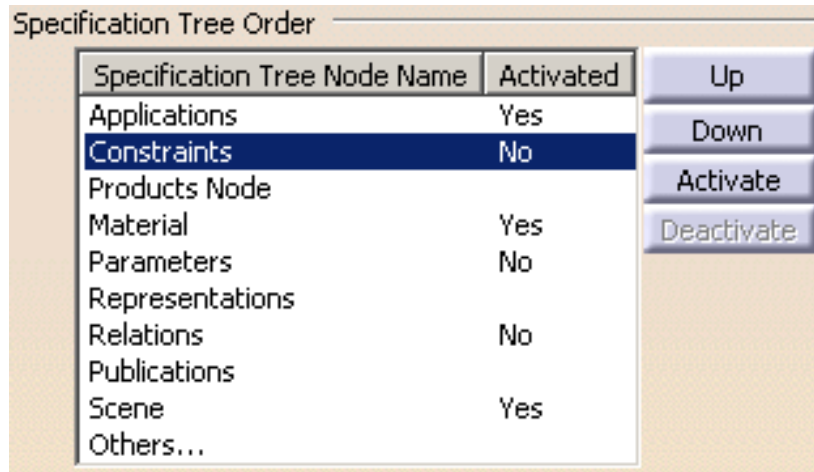 Specification Tree Order
Specification Tree Node Name Activated Up
Applications Yes
Down
Constraints No
Activate
Products Node
Material Yes Deactivate
Parameters No
Representations
Relations No
Publications
Scene Yes
Others...